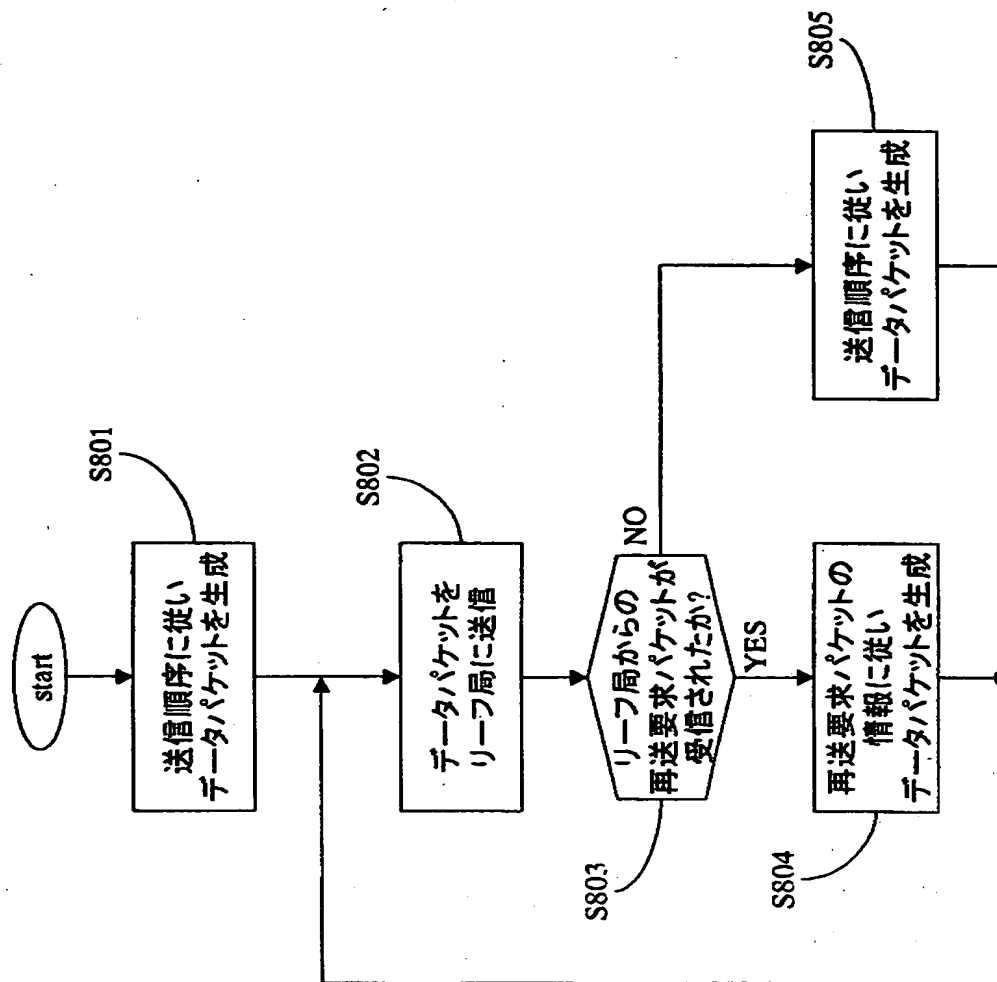 start
S801
送信順序に従い
データパケットを生成
S802
データパケットを
リーフ局に送信
S803
リーフ局からの
再送要求パケットが
受信されたか?
NO
YES
S804
再送要求パケットの
情報に従い
データパケットを生成
S805
送信順序に従い
データパケットを生成